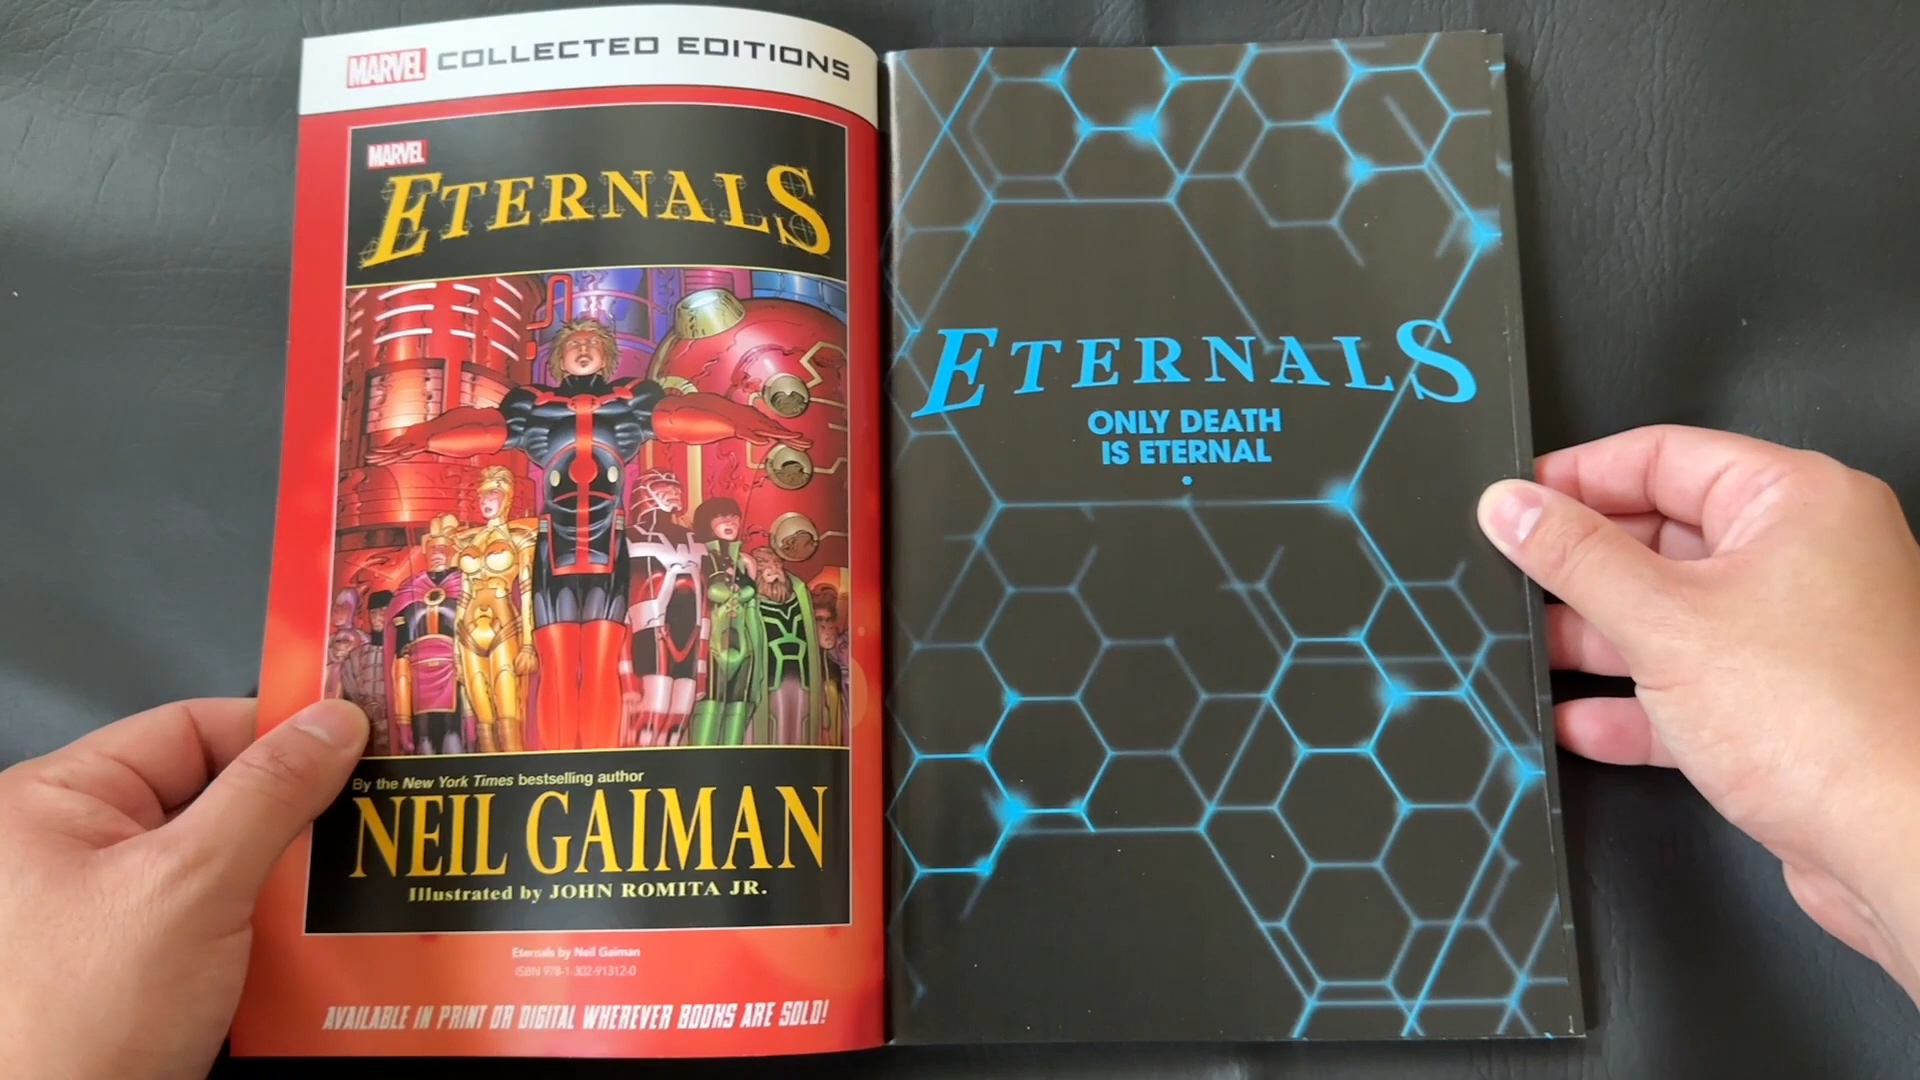 MARVEL COLLECTED EDITIONS
MARVEL
ETERNALS
By the New York Times bestselling author
NEIL GAIMAN
Illustrated by JOHN ROMITA JR.
Eternals by Neil Gaiman
ISBN 978-1-302-91312-0
AVAILABLE IN PRINT OR DIGITAL WHEREVER BOOKS ARE SOLD!
ETERNALS
ONLY DEATH
IS ETERNAL